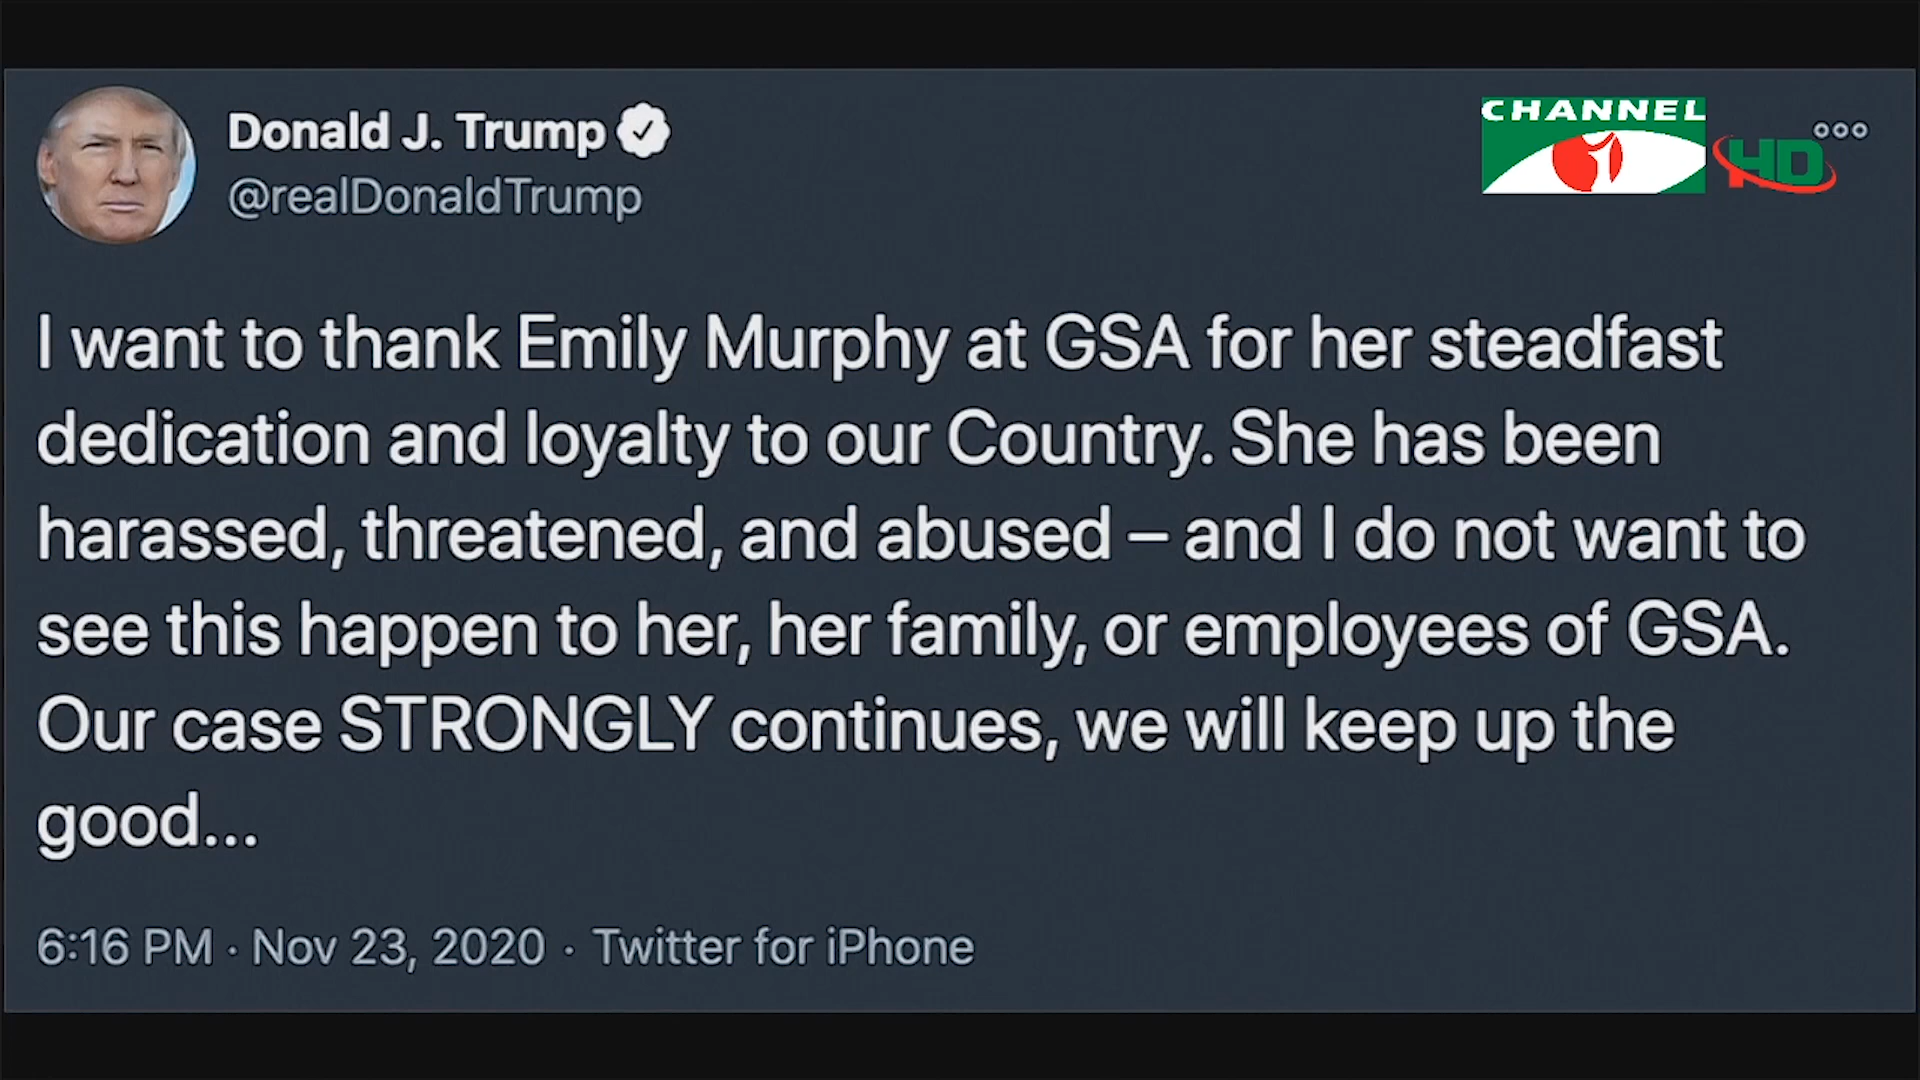 Donald J. Trump
@realDonaldTrump
CHANNEL
HD
I want to thank Emily Murphy at GSA for her steadfast
dedication and loyalty to our Country. She has been
harassed, threatened, and abused – and I do not want to
see this happen to her, her family, or employees of GSA.
Our case STRONGLY continues, we will keep up the
good...
6:16 PM · Nov 23, 2020 · Twitter for iPhone